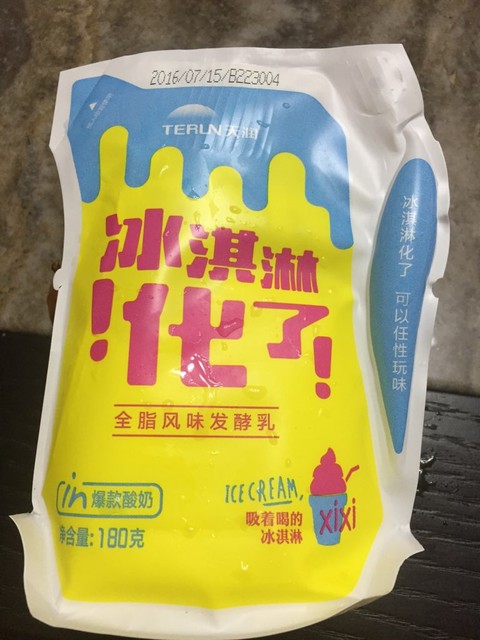 2016/07/15/B223004
TERUN天润
冰淇淋
!化了!
全脂风味发酵乳
冰淇淋化了 可以任性玩味
in 爆款酸奶
净含量:180克
ICE CREAM,
吸着喝的
冰淇淋
xixi